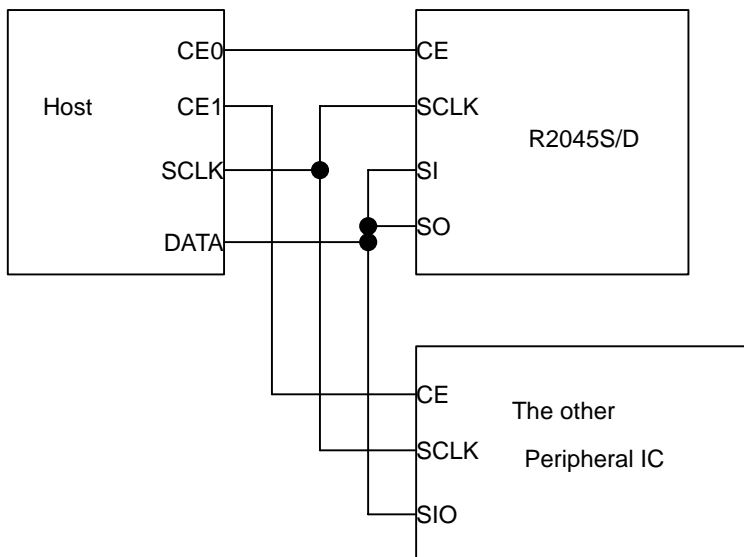 CE0
CE
CE1
Host
SCLK
R2045S/D
SCLK
SI
SO
DATA
CE
The other
SCLK
Peripheral IC
SIO